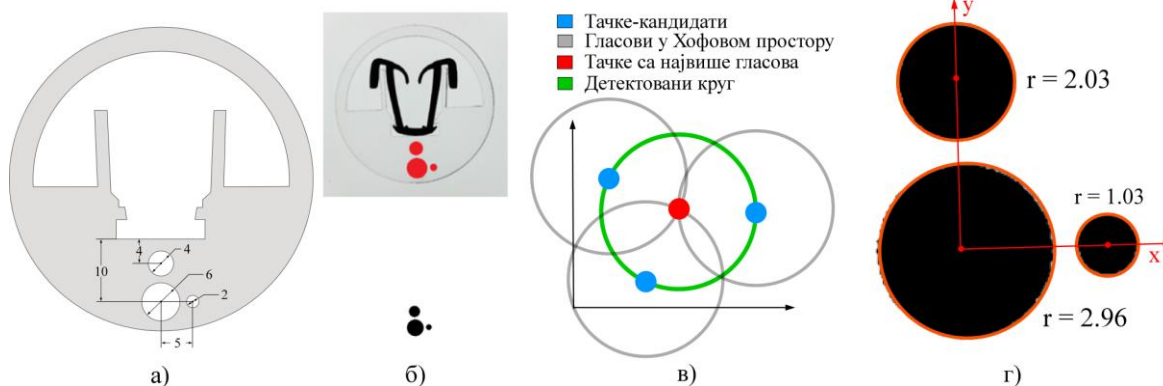 4
4
10
6
2
5
а)
б)
Тачке-кандидати
Гласови у Хофовом простору
Тачке са највише гласова
Детектовани круг
в)
y
r = 2.03
r = 1.03
x
r = 2.96
г)